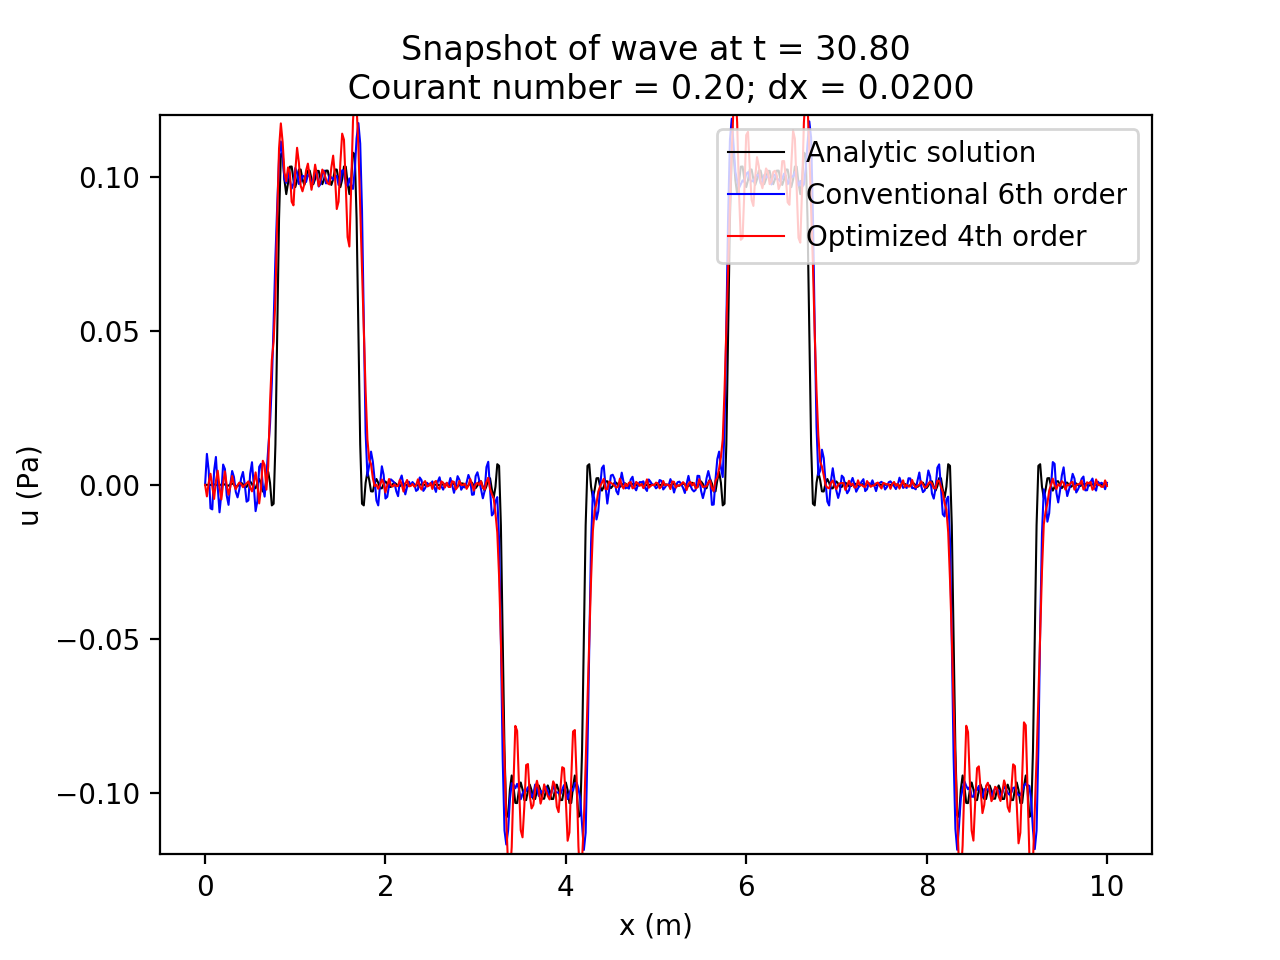 Snapshot of wave at t = 30.80
Courant number = 0.20; dx = 0.0200
Analytic solution
Conventional 6th order
Optimized 4th order
0.10
0.05
0.00
−0.05
−0.10
u (Pa)
0 2 4 6 8 10
x (m)